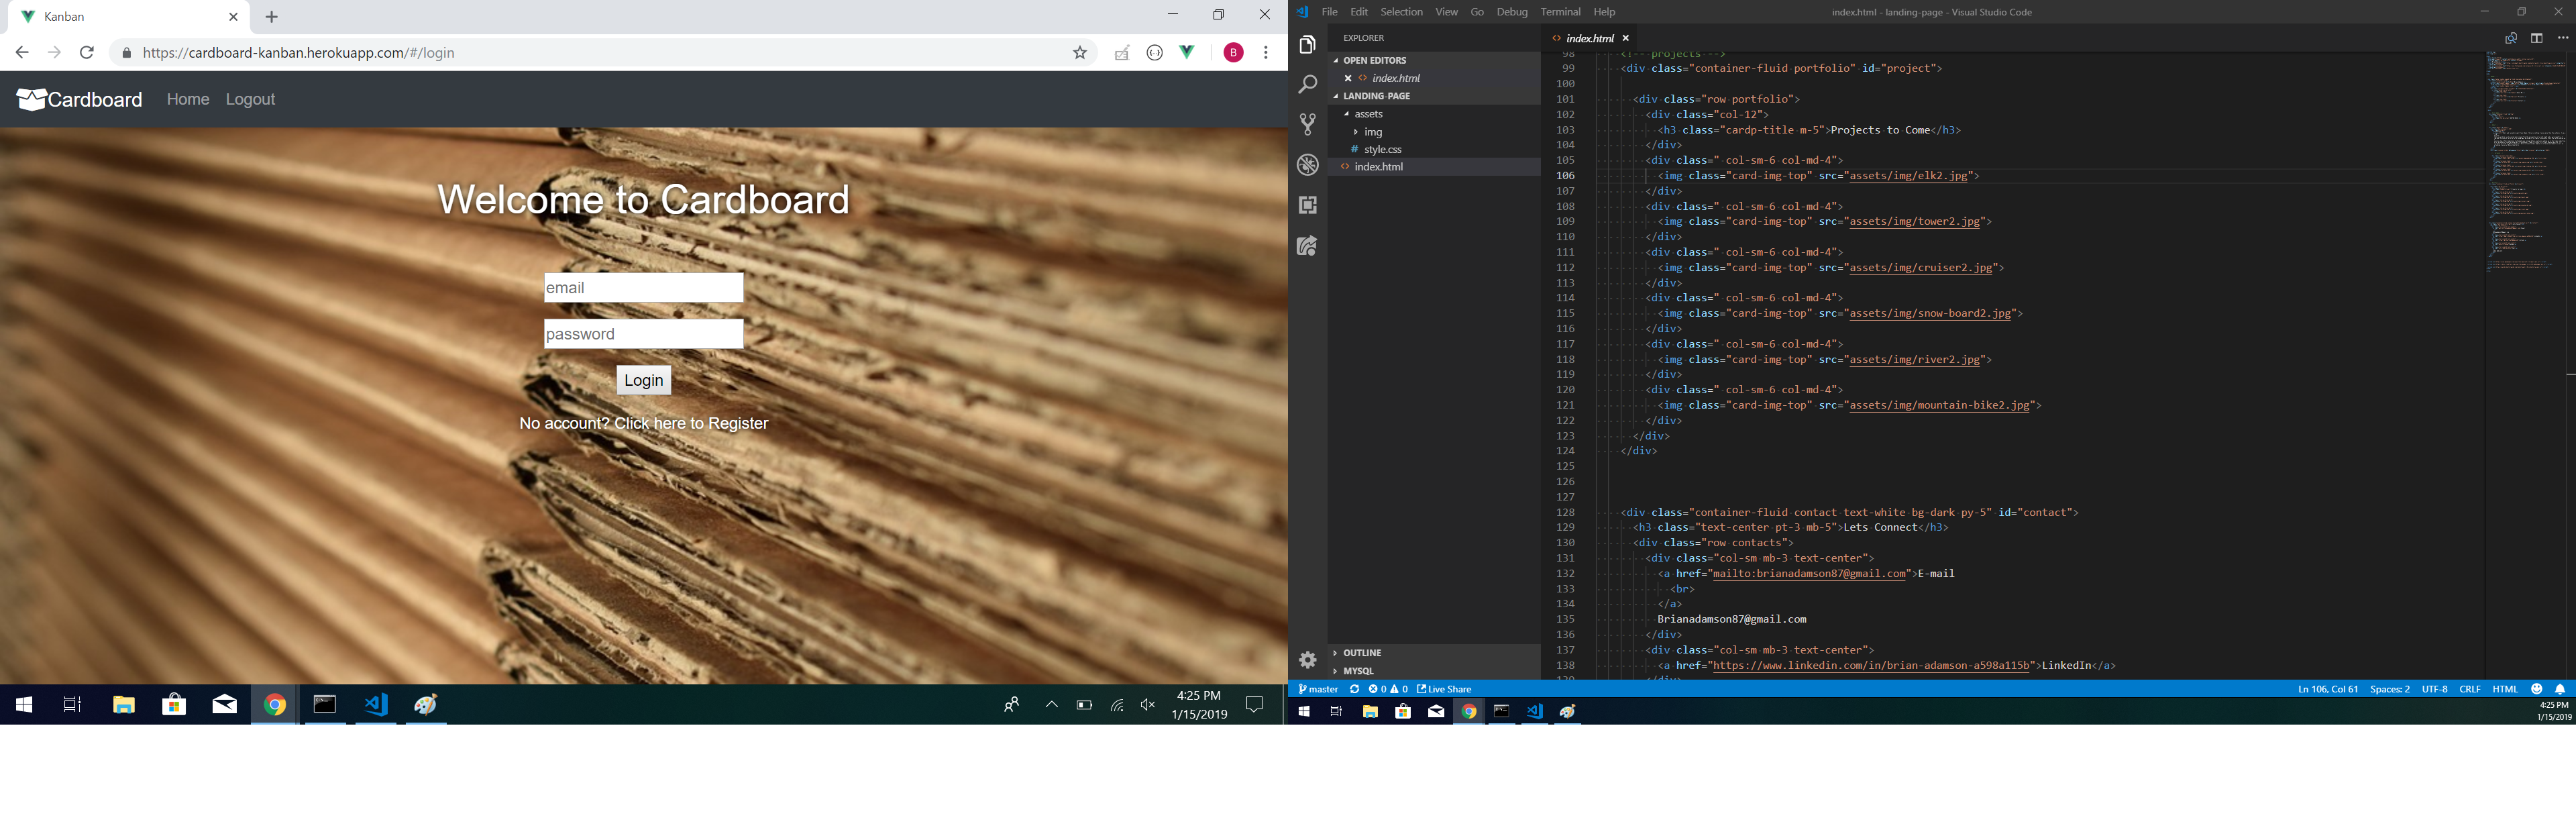 Kanban
https://cardboard-kanban.herokuapp.com/#/login
B
Cardboard Home Logout
Welcome to Cardboard
email
password
Login
No account? Click here to Register
4:25 PM
1/15/2019
File Edit Selection View Go Debug Terminal Help
index.html - landing-page - Visual Studio Code
EXPLORER
OPEN EDITORS
index.html
LANDING-PAGE
assets
img
# style.css
index.html
OUTLINE
MYSQL
index.html
98 <!-- projects -->
99 <div class="container-fluid portfolio" id="project">
100
101 <div class="row portfolio">
102 <div class="col-12">
103 <h3 class="cardp-title m-5">Projects to Come</h3>
104 </div>
105 <div class=" col-sm-6 col-md-4">
106 <img class="card-img-top" src="assets/img/elk2.jpg">
107 </div>
108 <div class=" col-sm-6 col-md-4">
109 <img class="card-img-top" src="assets/img/tower2.jpg">
110 </div>
111 <div class=" col-sm-6 col-md-4">
112 <img class="card-img-top" src="assets/img/cruiser2.jpg">
113 </div>
114 <div class=" col-sm-6 col-md-4">
115 <img class="card-img-top" src="assets/img/snow-board2.jpg">
116 </div>
117 <div class=" col-sm-6 col-md-4">
118 <img class="card-img-top" src="assets/img/river2.jpg">
119 </div>
120 <div class=" col-sm-6 col-md-4">
121 <img class="card-img-top" src="assets/img/mountain-bike2.jpg">
122 </div>
123 </div>
124 </div>
125
126
127
128 <div class="container-fluid contact text-white bg-dark py-5" id="contact">
129 <h3 class="text-center pt-3 mb-5">Lets Connect</h3>
130 <div class="row contacts">
131 <div class="col-sm mb-3 text-center">
132 <a href="mailto:brianadamson87@gmail.com">E-mail
133 <br>
134 </a>
135 Brianadamson87@gmail.com
136 </div>
137 <div class="col-sm mb-3 text-center">
138 <a href="https://www.linkedin.com/in/brian-adamson-a598a115b">LinkedIn</a>
139 </div>
master 0 0 Live Share
Ln 106, Col 61 Spaces: 2 UTF-8 CRLF HTML
4:25 PM
1/15/2019